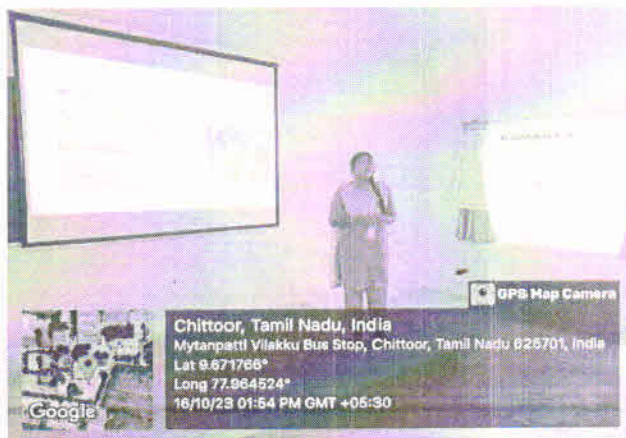 GPS Map Camera
Chittoor, Tamil Nadu, India
Mytanpatti Vilakku Bus Stop, Chittoor, Tamil Nadu 625701, India
Lat 9.671766°
Long 77.964524°
16/10/23 01:54 PM GMT +05:30
Google